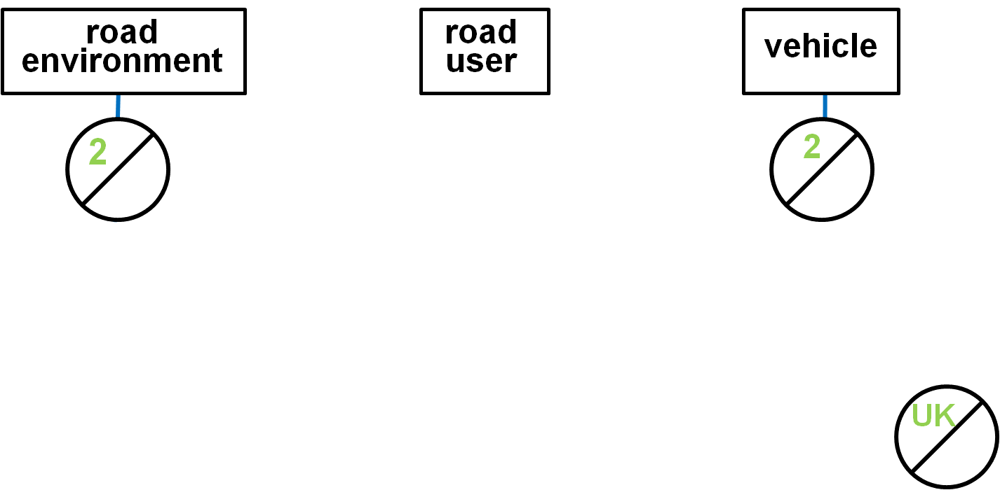 road
environment
road
user
vehicle
2
2
UK